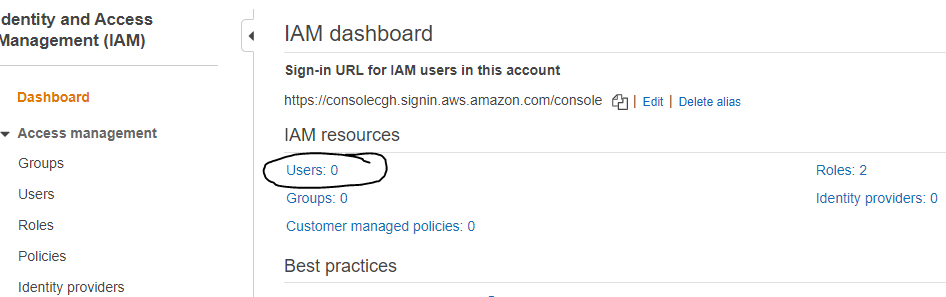 dentity and Access
Management (IAM)
Dashboard
Access management
Groups
Users
Roles
Policies
Identity providers
IAM dashboard
Sign-in URL for IAM users in this account
https://consolecgh.signin.aws.amazon.com/console | Edit | Delete alias
IAM resources
Users: 0
Roles: 2
Groups: 0
Identity providers: 0
Customer managed policies: 0
Best practices